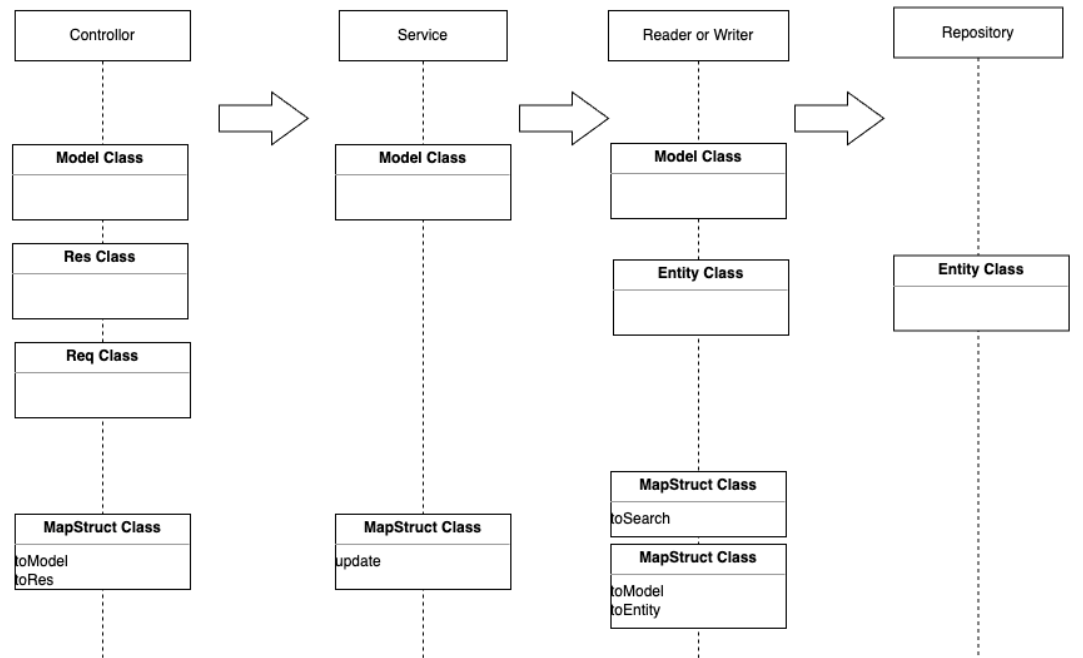 Controllor
Service
Reader or Writer
Repository
Model Class
Model Class
Model Class
Res Class
Entity Class
Entity Class
Req Class
MapStruct Class
toSearch
MapStruct Class
toModel
toRes
MapStruct Class
update
MapStruct Class
toModel
toEntity